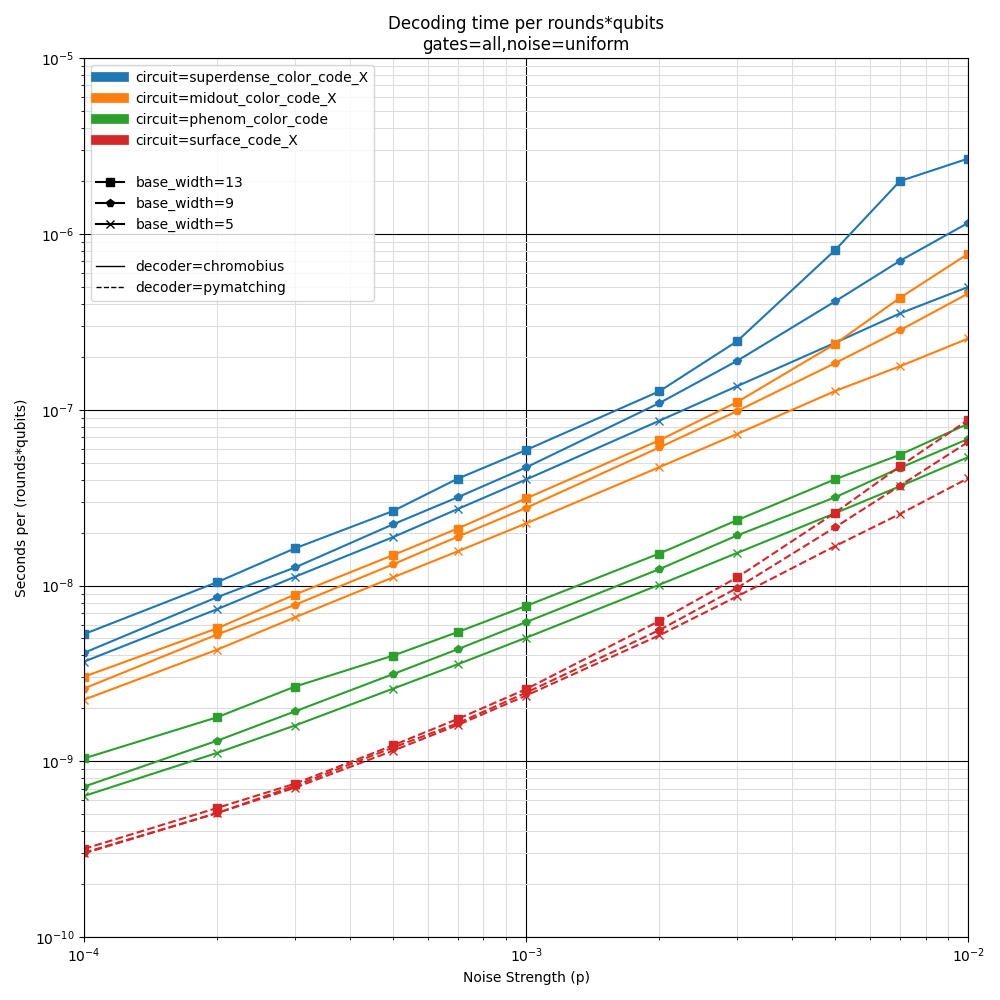 Decoding time per rounds*qubits
gates=all,noise=uniform
10⁻⁵
circuit=superdense_color_code_X
circuit=midout_color_code_X
circuit=phenom_color_code
circuit=surface_code_X
base_width=13
base_width=9
base_width=5
decoder=chromobius
decoder=pymatching
10⁻⁶
10⁻⁷
10⁻⁸
10⁻⁹
10⁻¹⁰
Seconds per (rounds*qubits)
10⁻⁴
10⁻³
10⁻²
Noise Strength (p)